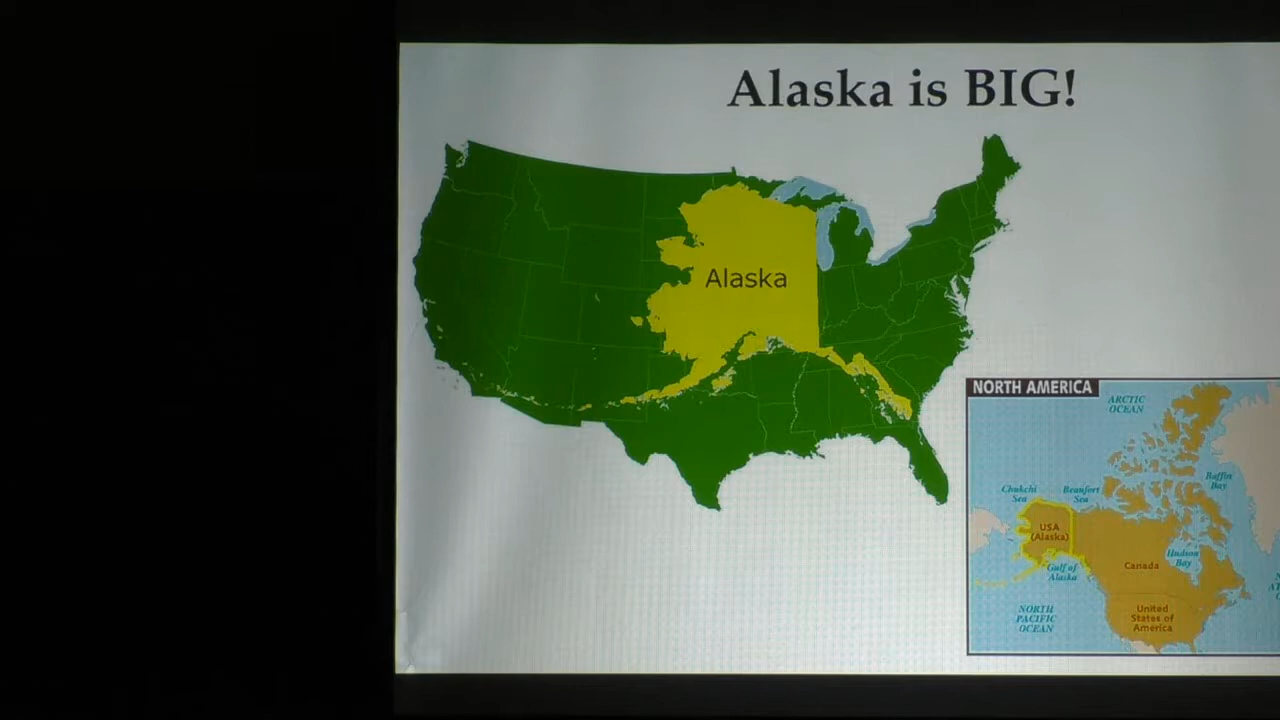 Alaska is BIG!
Alaska
NORTH AMERICA
ARCTIC
OCEAN
Baffin
Bay
Chukchi
Sea
Beaufort
Sea
USA
(Alaska)
Gulf of
Alaska
Canada
Hudson
Bay
NORTH
PACIFIC
OCEAN
United
States of
America